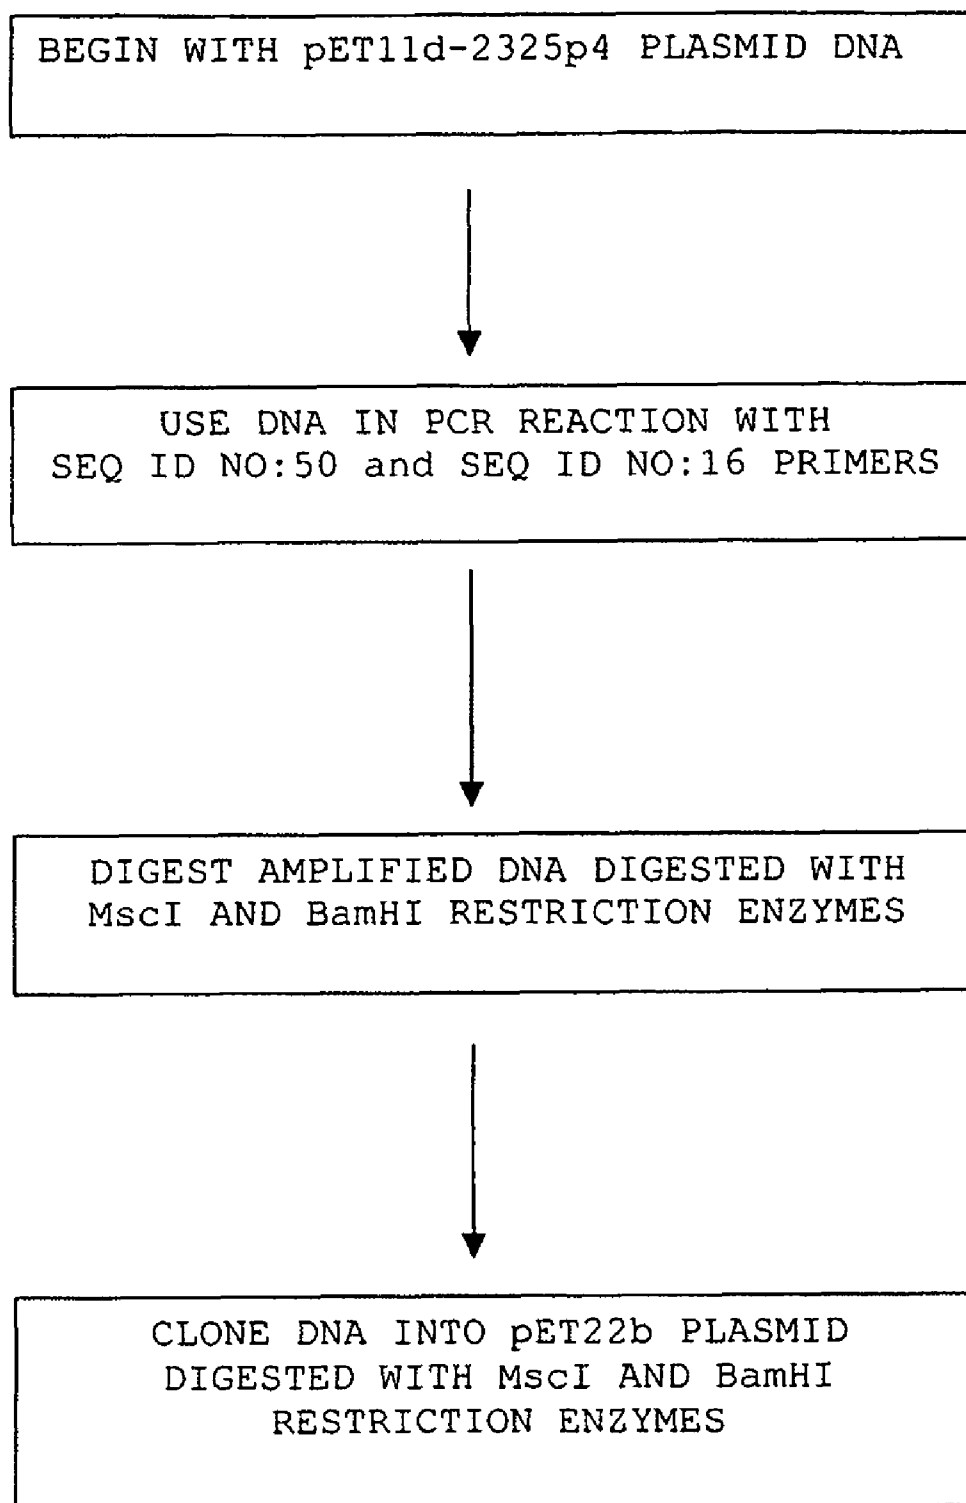 BEGIN WITH pET11d-2325p4 PLASMID DNA
USE DNA IN PCR REACTION WITH
SEQ ID NO:50 and SEQ ID NO:16 PRIMERS
DIGEST AMPLIFIED DNA DIGESTED WITH
MscI AND BamHI RESTRICTION ENZYMES
CLONE DNA INTO pET22b PLASMID
DIGESTED WITH MscI AND BamHI
RESTRICTION ENZYMES